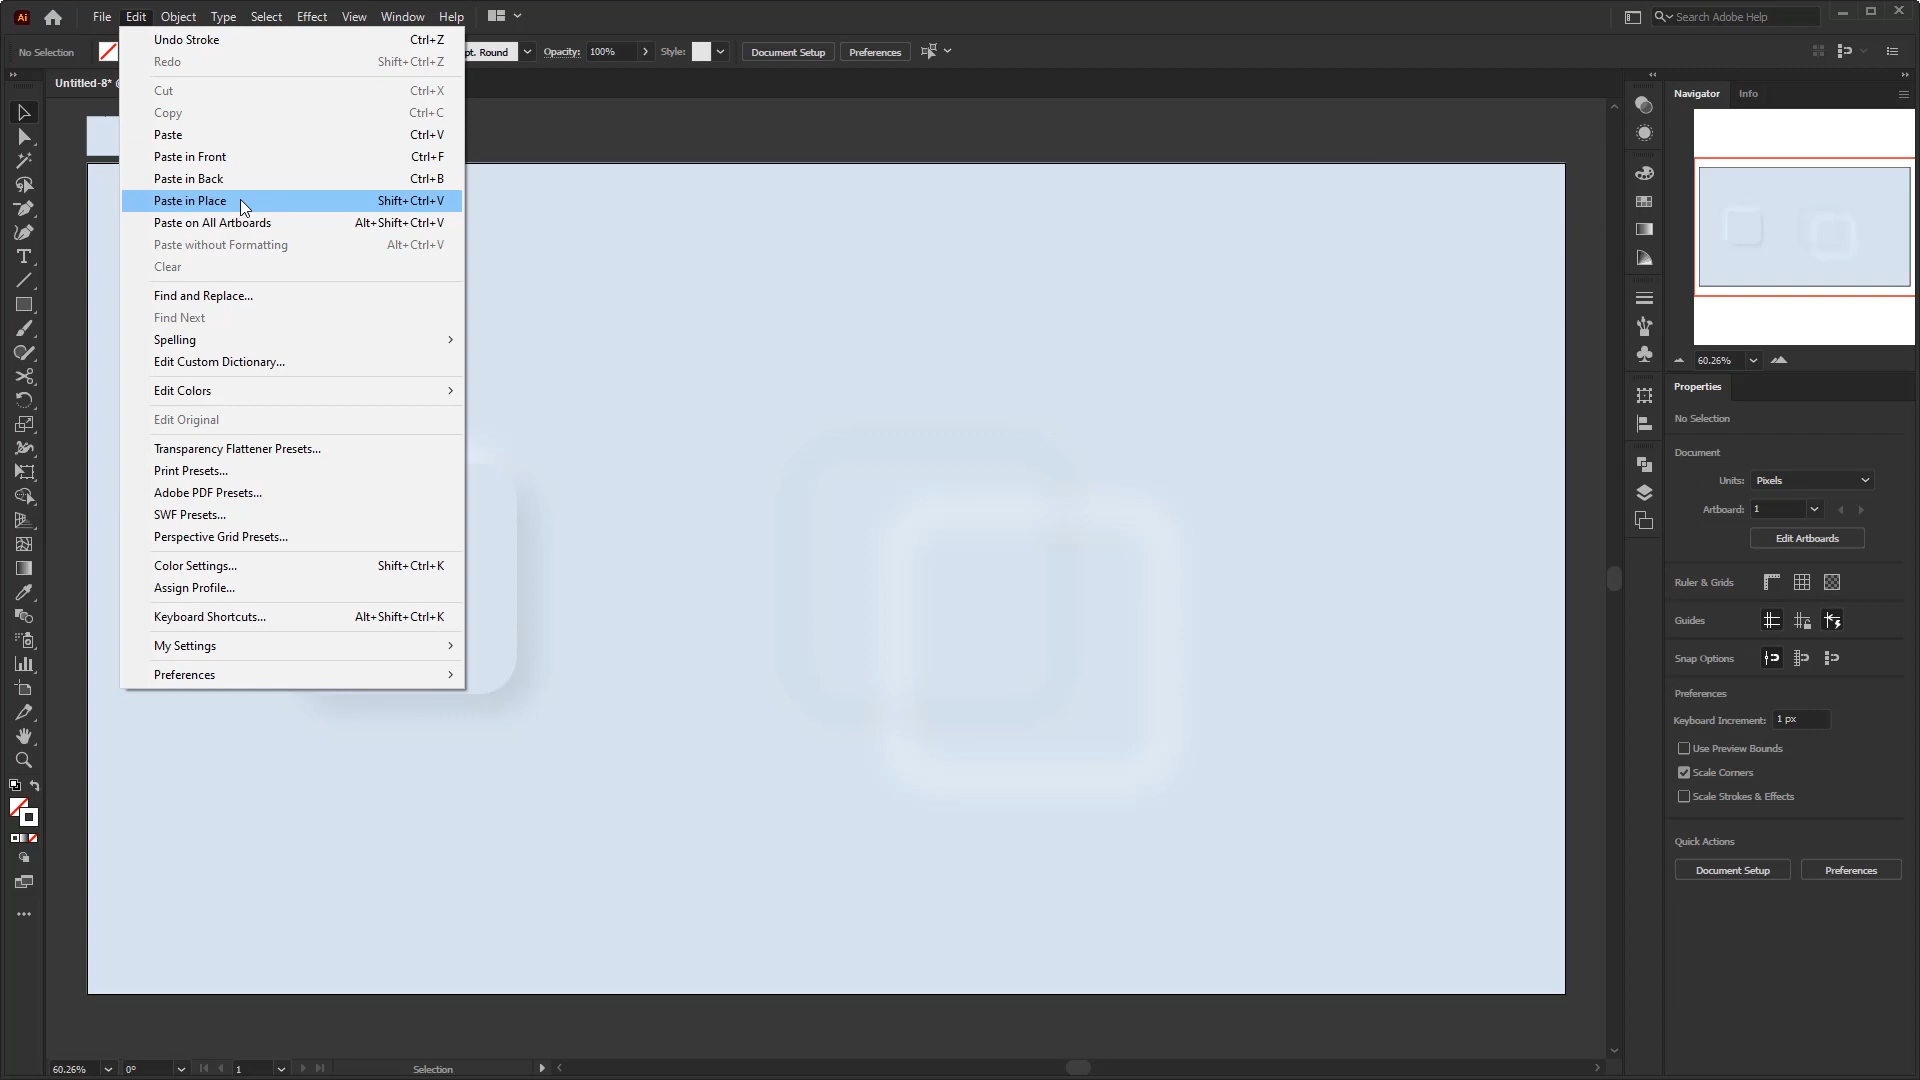 Ai File Edit Object Type Select Effect View Window Help Search Adobe Help
No Selection pt. Round Opacity: 100% Style: Document Setup Preferences
Untitled-8*
Undo Stroke Ctrl+Z
Redo Shift+Ctrl+Z
Cut Ctrl+X
Copy Ctrl+C
Paste Ctrl+V
Paste in Front Ctrl+F
Paste in Back Ctrl+B
Paste in Place Shift+Ctrl+V
Paste on All Artboards Alt+Shift+Ctrl+V
Paste without Formatting Alt+Ctrl+V
Clear
Find and Replace...
Find Next
Spelling
Edit Custom Dictionary...
Edit Colors
Edit Original
Transparency Flattener Presets...
Print Presets...
Adobe PDF Presets...
SWF Presets...
Perspective Grid Presets...
Color Settings... Shift+Ctrl+K
Assign Profile...
Keyboard Shortcuts... Alt+Shift+Ctrl+K
My Settings
Preferences
Navigator Info
60.26%
Properties
No Selection
Document
Units: Pixels
Artboard: 1
Edit Artboards
Ruler & Grids
Guides
Snap Options
Preferences
Keyboard Increment: 1 px
Use Preview Bounds
Scale Corners
Scale Strokes & Effects
Quick Actions
Document Setup Preferences
60.26% 0° 1 Selection